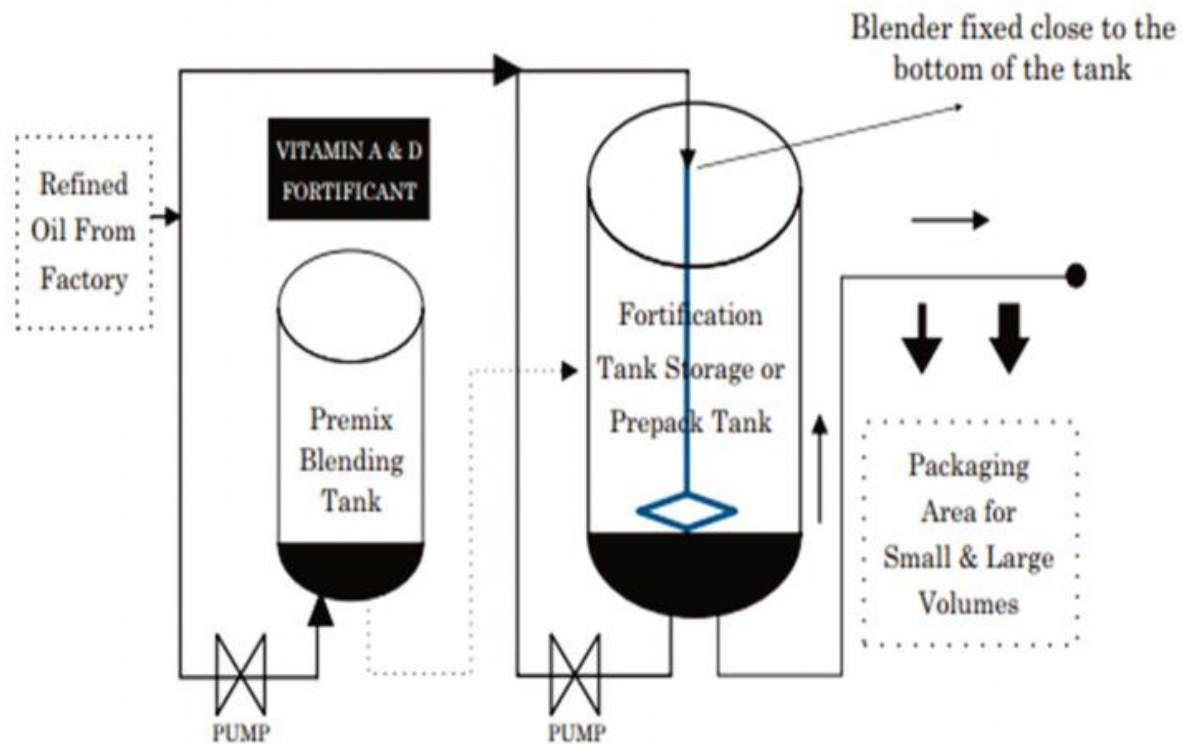 Blender fixed close to the
bottom of the tank
Refined
Oil From
Factory
VITAMIN A & D
FORTIFICANT
Premix
Blending
Tank
Fortification
Tank Storage or
Prepack Tank
Packaging
Area for
Small & Large
Volumes
PUMP
PUMP